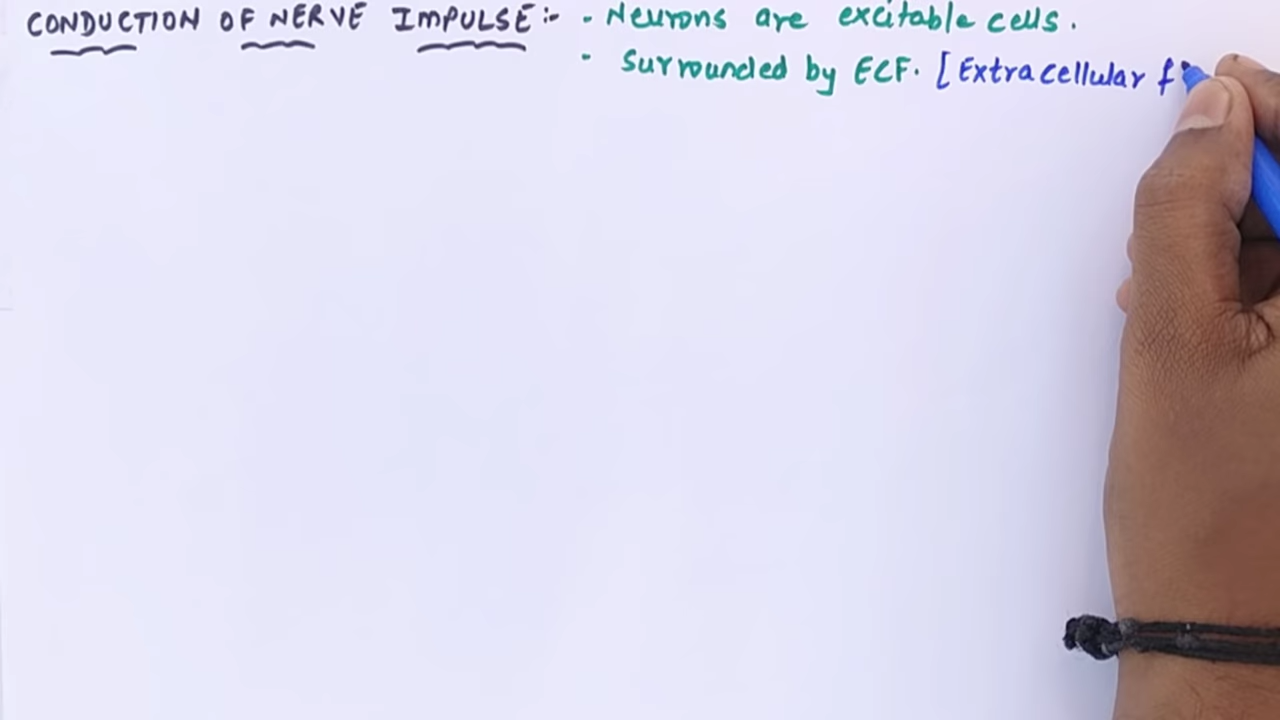 CONDUCTION OF NERVE IMPULSE:- - Neurons are excitable cells.
- Surrounded by ECF. [Extracellular f